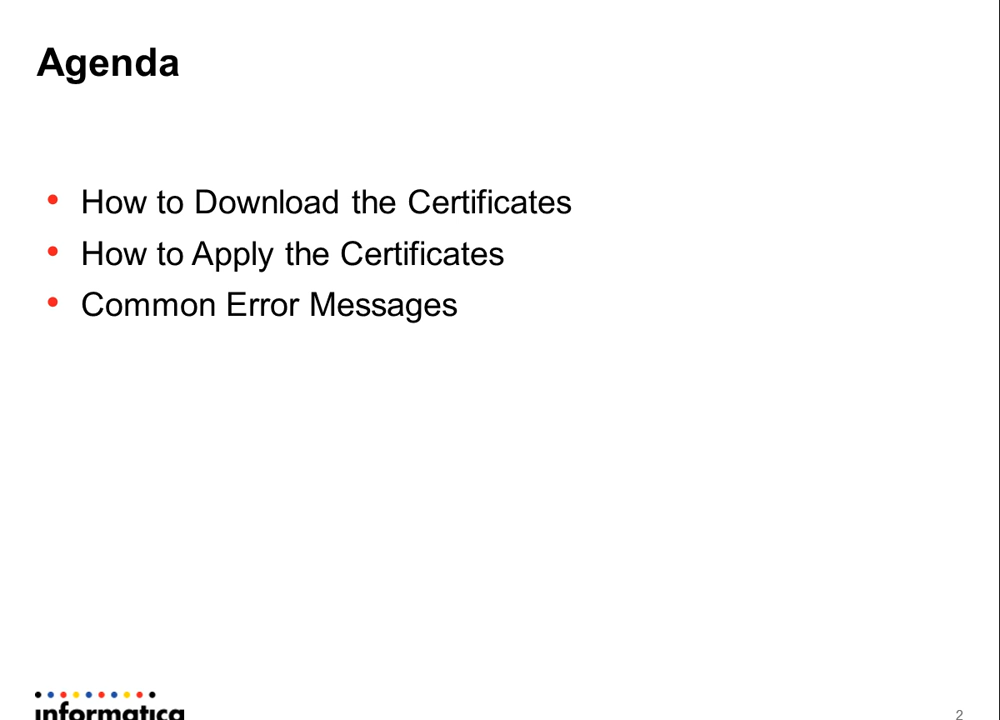 Agenda
• How to Download the Certificates
• How to Apply the Certificates
• Common Error Messages
informatica
2